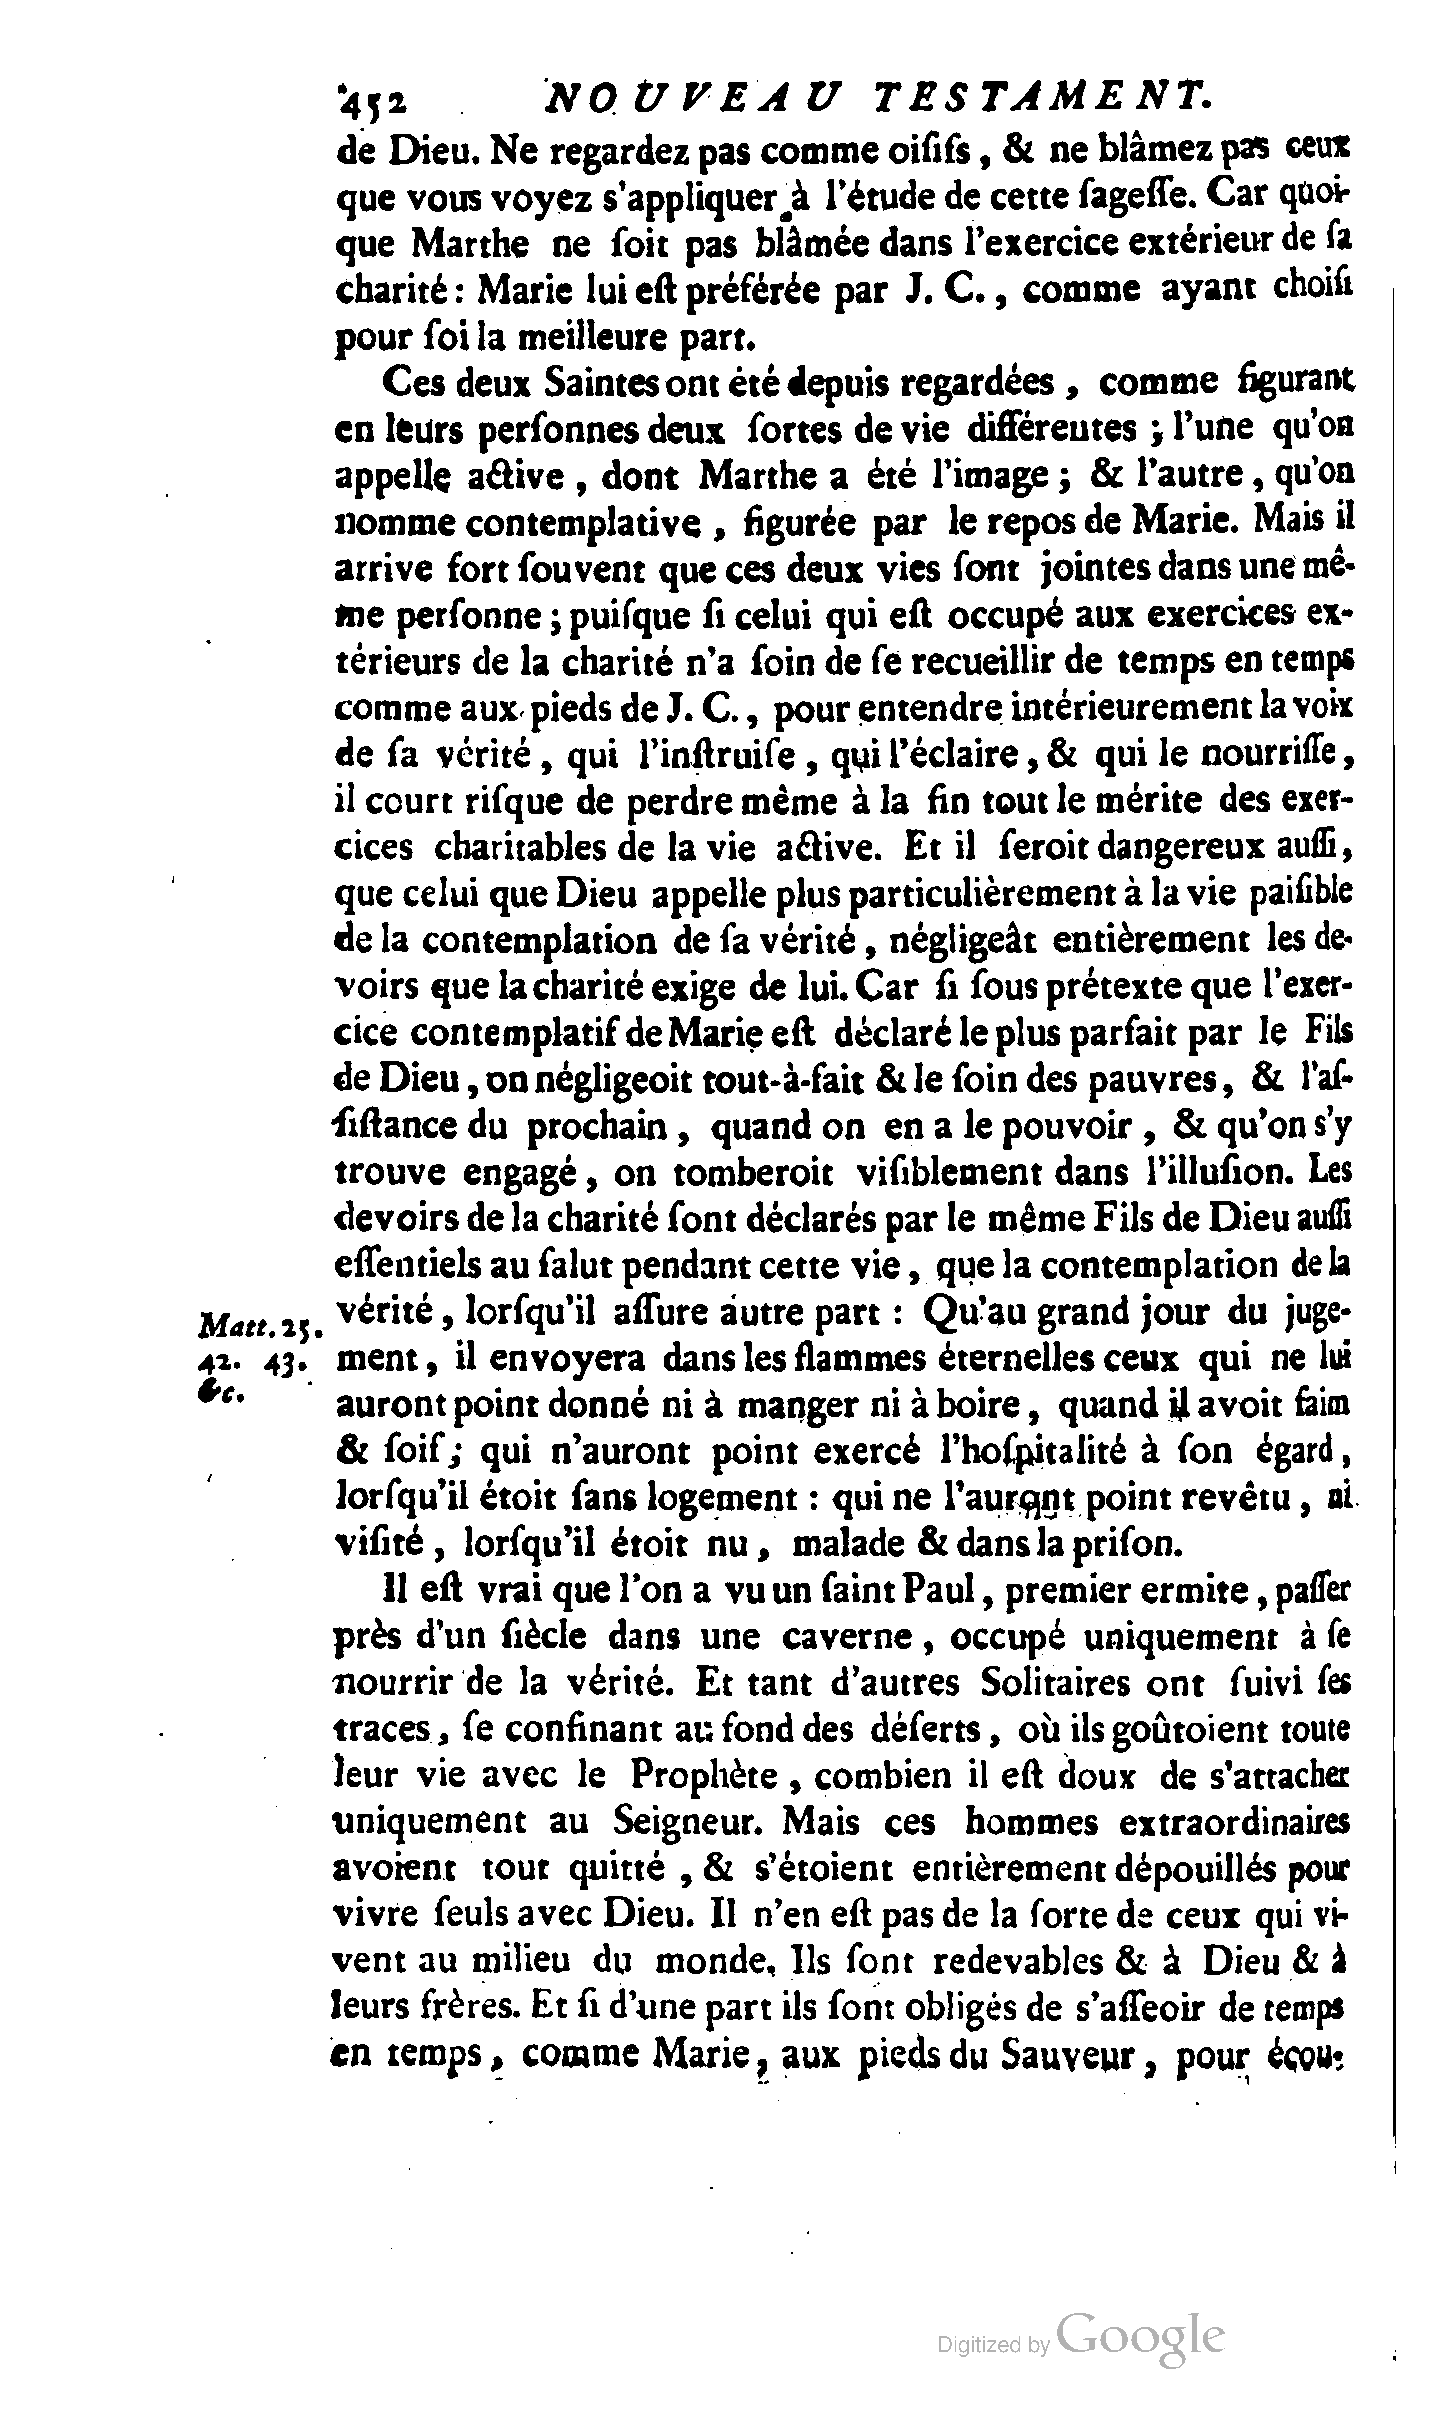 452 NOUVEAU TESTAMENT.
de Dieu. Ne regardez pas comme oiſifs, & ne blâmez pas ceux
que vous voyez s'appliquer à l'étude de cette ſageſſe. Car quoi-
que Marthe ne ſoit pas blâmée dans l'exercice extérieur de ſa
charité : Marie lui eſt préférée par J. C., comme ayant choiſi
pour ſoi la meilleure part.
Ces deux Saintes ont été depuis regardées, comme figurant
en leurs perſonnes deux ſortes de vie différentes ; l'une qu'on
appelle active, dont Marthe a été l'image ; & l'autre, qu'on
nomme contemplative, figurée par le repos de Marie. Mais il
arrive fort ſouvent que ces deux vies ſont jointes dans une mê-
me perſonne ; puiſque ſi celui qui eſt occupé aux exercices ex-
térieurs de la charité n'a ſoin de ſe recueillir de temps en temps
comme aux pieds de J. C., pour entendre intérieurement la voix
de ſa vérité, qui l'inſtruiſe, qui l'éclaire, & qui le nourriſſe,
il court riſque de perdre même à la fin tout le mérite des exer-
cices charitables de la vie active. Et il ſeroit dangereux auſſi,
que celui que Dieu appelle plus particulièrement à la vie paiſible
de la contemplation de ſa vérité, négligeât entièrement les de-
voirs que la charité exige de lui. Car ſi ſous prétexte que l'exer-
cice contemplatif de Marie eſt déclaré le plus parfait par le Fils
de Dieu, on négligeoit tout-à-fait & le ſoin des pauvres, & l'aſ-
ſiſtance du prochain, quand on en a le pouvoir, & qu'on s'y
trouve engagé, on tomberoit viſiblement dans l'illuſion. Les
devoirs de la charité ſont déclarés par le même Fils de Dieu auſſi
eſſentiels au ſalut pendant cette vie, que la contemplation de la
vérité, lorſqu'il aſſure autre part : Qu'au grand jour du juge-
Matt. 25.
42. 43.
&c.
ment, il envoyera dans les flammes éternelles ceux qui ne lui
auront point donné ni à manger ni à boire, quand il avoit faim
& ſoif ; qui n'auront point exercé l'hoſpitalité à ſon égard,
lorſqu'il étoit ſans logement : qui ne l'auront point revêtu, ni
viſité, lorſqu'il étoit nu, malade & dans la priſon.
Il eſt vrai que l'on a vu un ſaint Paul, premier ermite, paſſer
près d'un ſiècle dans une caverne, occupé uniquement à ſe
nourrir de la vérité. Et tant d'autres Solitaires ont ſuivi ſes
traces, ſe confinant au fond des déſerts, où ils goûtoient toute
leur vie avec le Prophète, combien il eſt doux de s'attacher
uniquement au Seigneur. Mais ces hommes extraordinaires
avoient tout quitté, & s'étoient entièrement dépouillés pour
vivre ſeuls avec Dieu. Il n'en eſt pas de la ſorte de ceux qui vi-
vent au milieu du monde. Ils ſont redevables & à Dieu & à
leurs frères. Et ſi d'une part ils ſont obligés de s'aſſeoir de temps
en temps, comme Marie, aux pieds du Sauveur, pour écou-
Digitized by Google